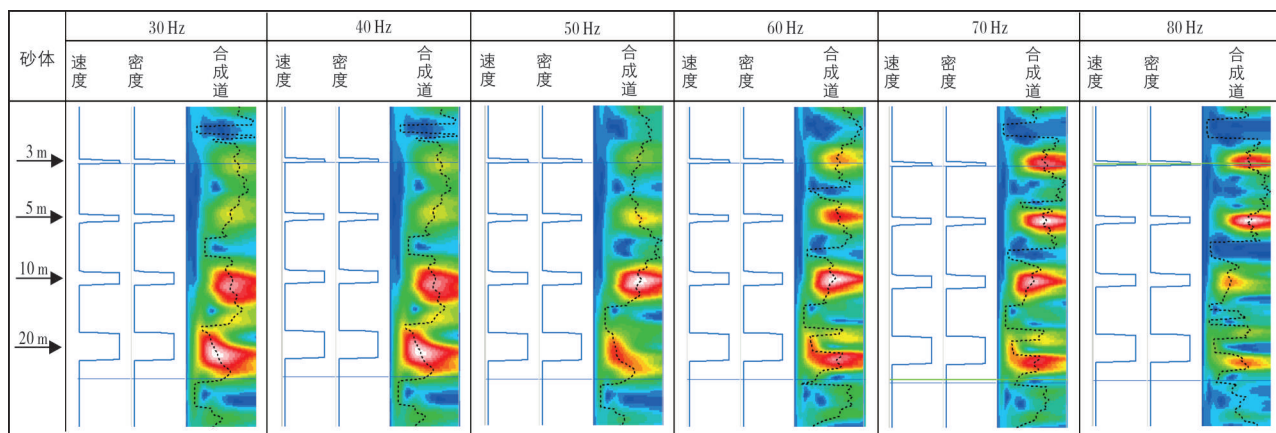 砂体 30 Hz 40 Hz 50 Hz 60 Hz 70 Hz 80 Hz
速度 密度 合成道 速度 密度 合成道 速度 密度 合成道 速度 密度 合成道 速度 密度 合成道 速度 密度 合成道
3 m
5 m
10 m
20 m